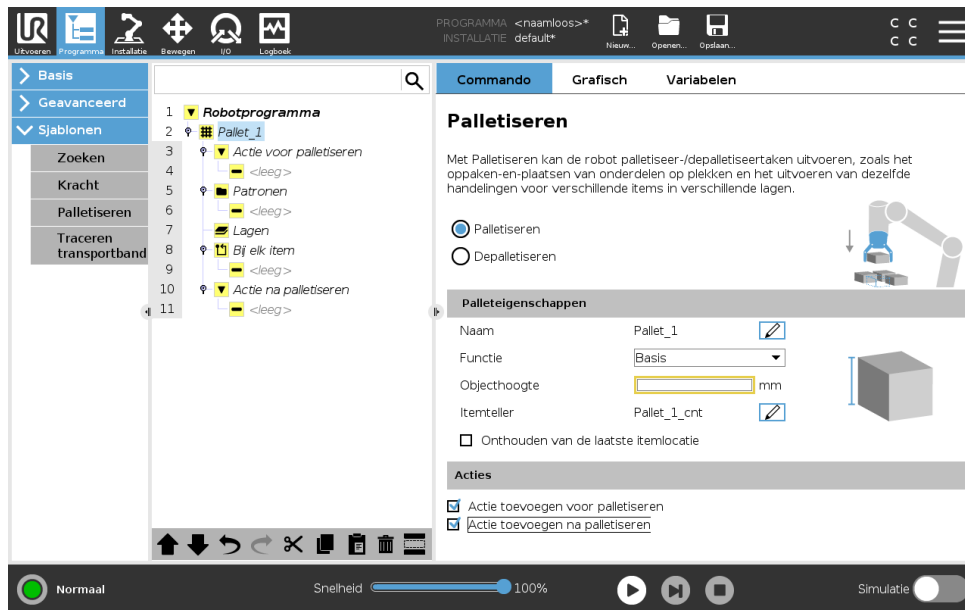 PROGRAMMA <naamloos>*
INSTALLATIE default*
Uitvoeren
Programma
Installatie
Bewegen
I/O
Logboek
Nieuw...
Openen...
Opslaan...
C C
C C
Basis
Geavanceerd
Sjablonen
Zoeken
Kracht
Palletiseren
Traceren
transportband
1 Robotprogramma
2 Pallet_1
3 Actie voor palletiseren
4 <leeg>
5 Patronen
6 <leeg>
7 Lagen
8 Bij elk item
9 <leeg>
10 Actie na palletiseren
11 <leeg>
Commando
Grafisch
Variabelen
Palletiseren
Met Palletiseren kan de robot palletiseer-/depalletiseertaken uitvoeren, zoals het
oppaken-en-plaatsen van onderdelen op plekken en het uitvoeren van dezelfde
handelingen voor verschillende items in verschillende lagen.
Palletiseren
Depalletiseren
Palleteigenschappen
Naam Pallet_1
Functie Basis
Objecthoogte mm
Itemteller Pallet_1_cnt
Onthouden van de laatste itemlocatie
Acties
Actie toevoegen voor palletiseren
Actie toevoegen na palletiseren
Normaal
Snelheid 100%
Simulatie